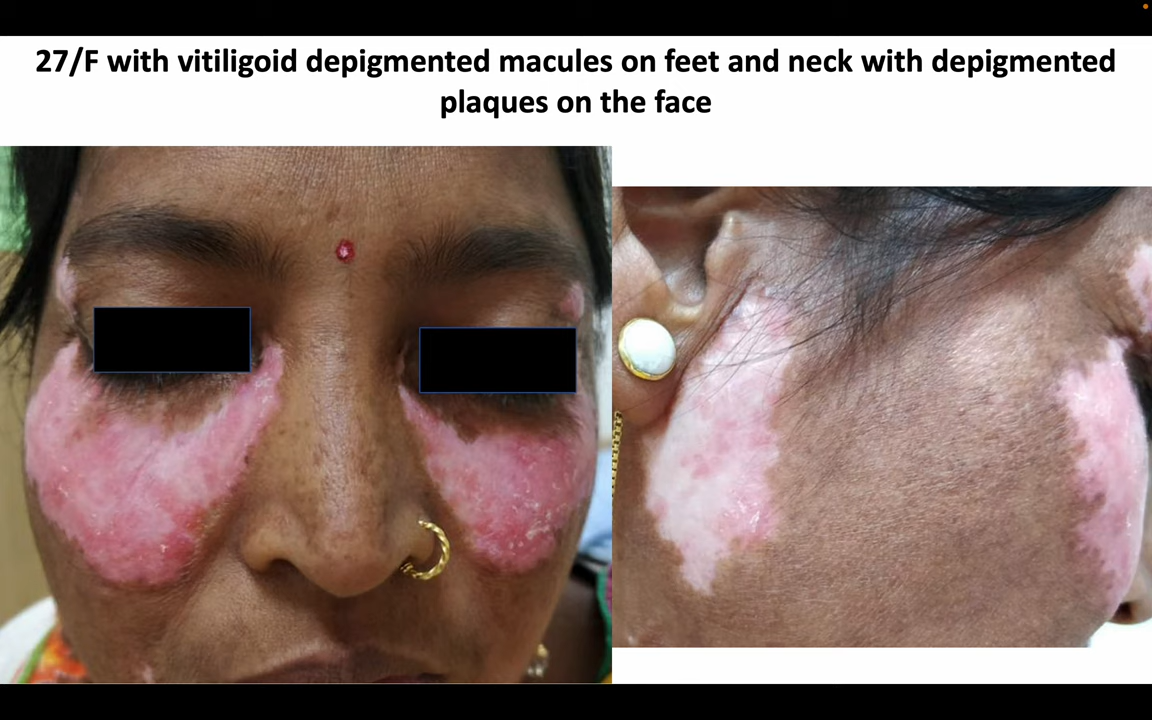 27/F with vitiligoid depigmented macules on feet and neck with depigmented
plaques on the face